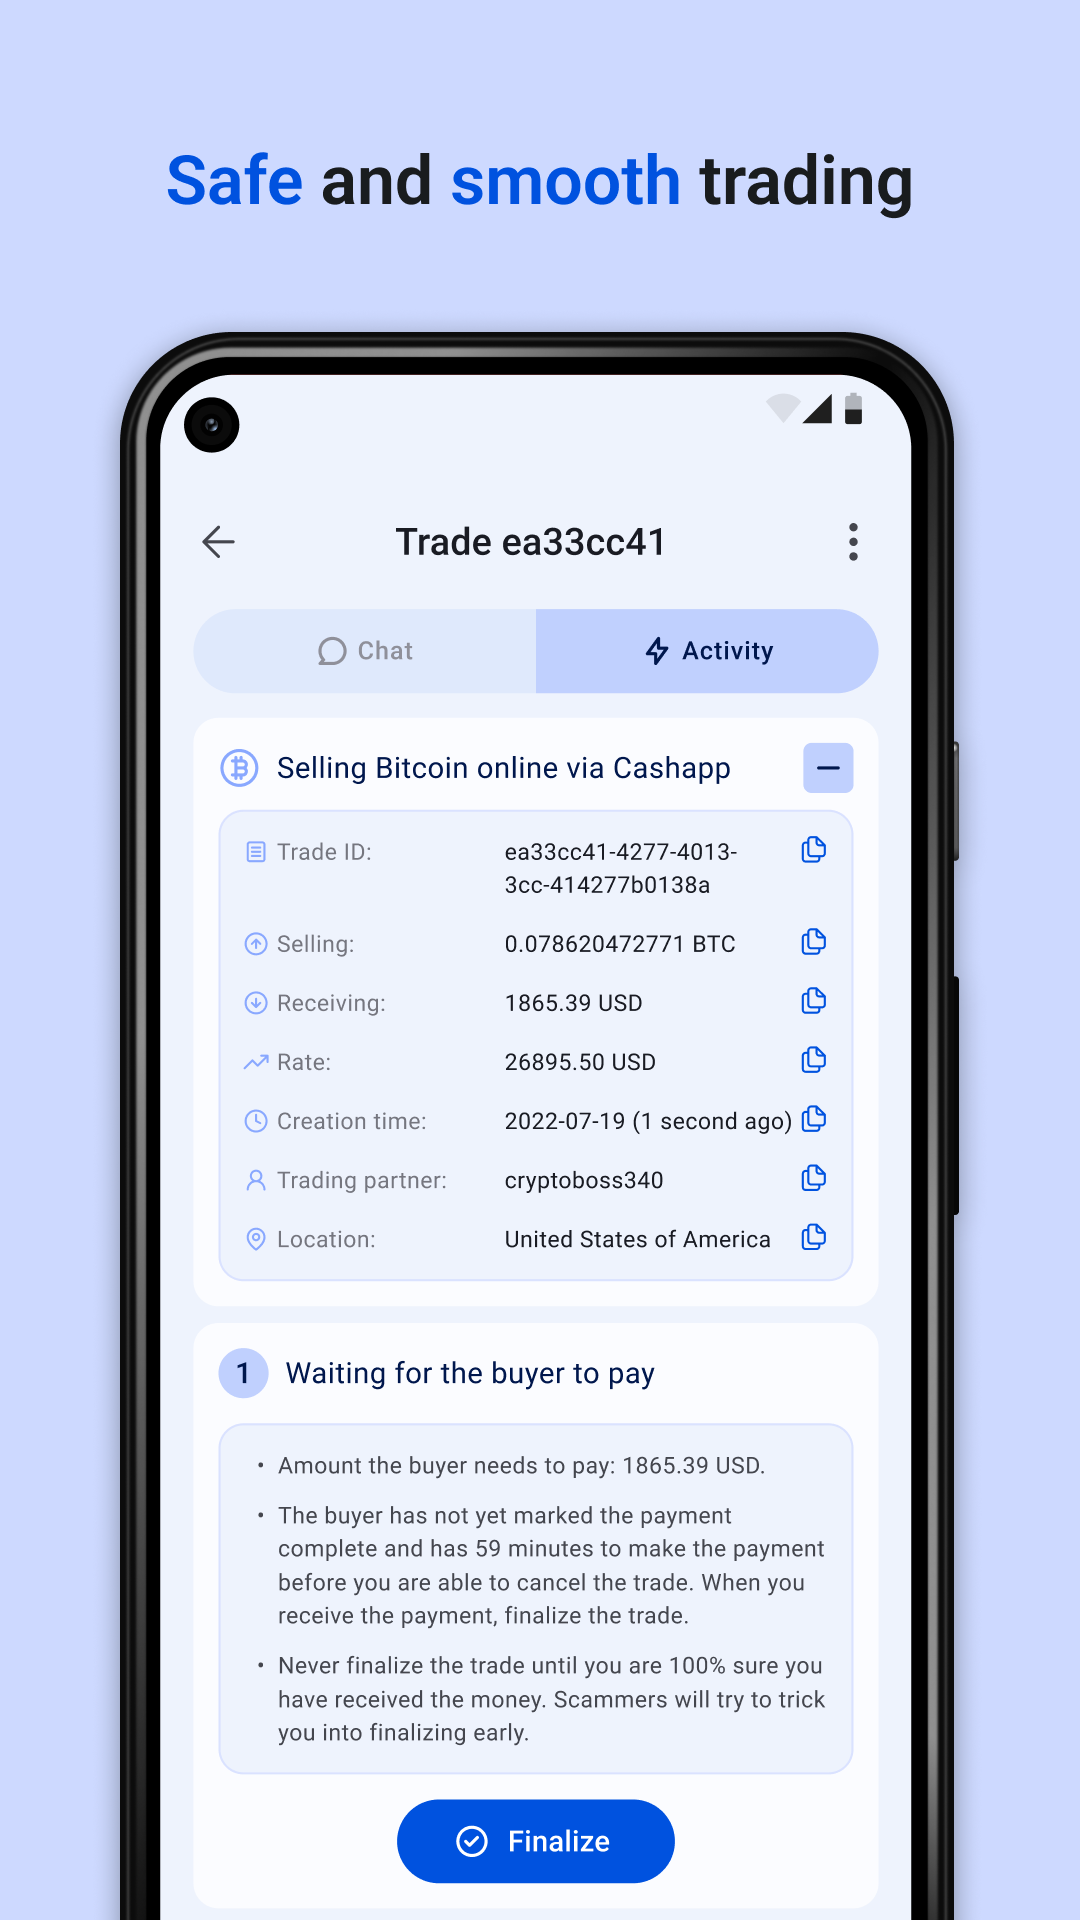 Safe and smooth trading
Trade ea33cc41
Chat
Activity
Selling Bitcoin online via Cashapp
Trade ID:
ea33cc41-4277-4013-
3cc-414277b0138a
Selling:
0.078620472771 BTC
Receiving:
1865.39 USD
Rate:
26895.50 USD
Creation time:
2022-07-19 (1 second ago)
Trading partner:
cryptoboss340
Location:
United States of America
1 Waiting for the buyer to pay
• Amount the buyer needs to pay: 1865.39 USD.
• The buyer has not yet marked the payment
complete and has 59 minutes to make the payment
before you are able to cancel the trade. When you
receive the payment, finalize the trade.
• Never finalize the trade until you are 100% sure you
have received the money. Scammers will try to trick
you into finalizing early.
Finalize